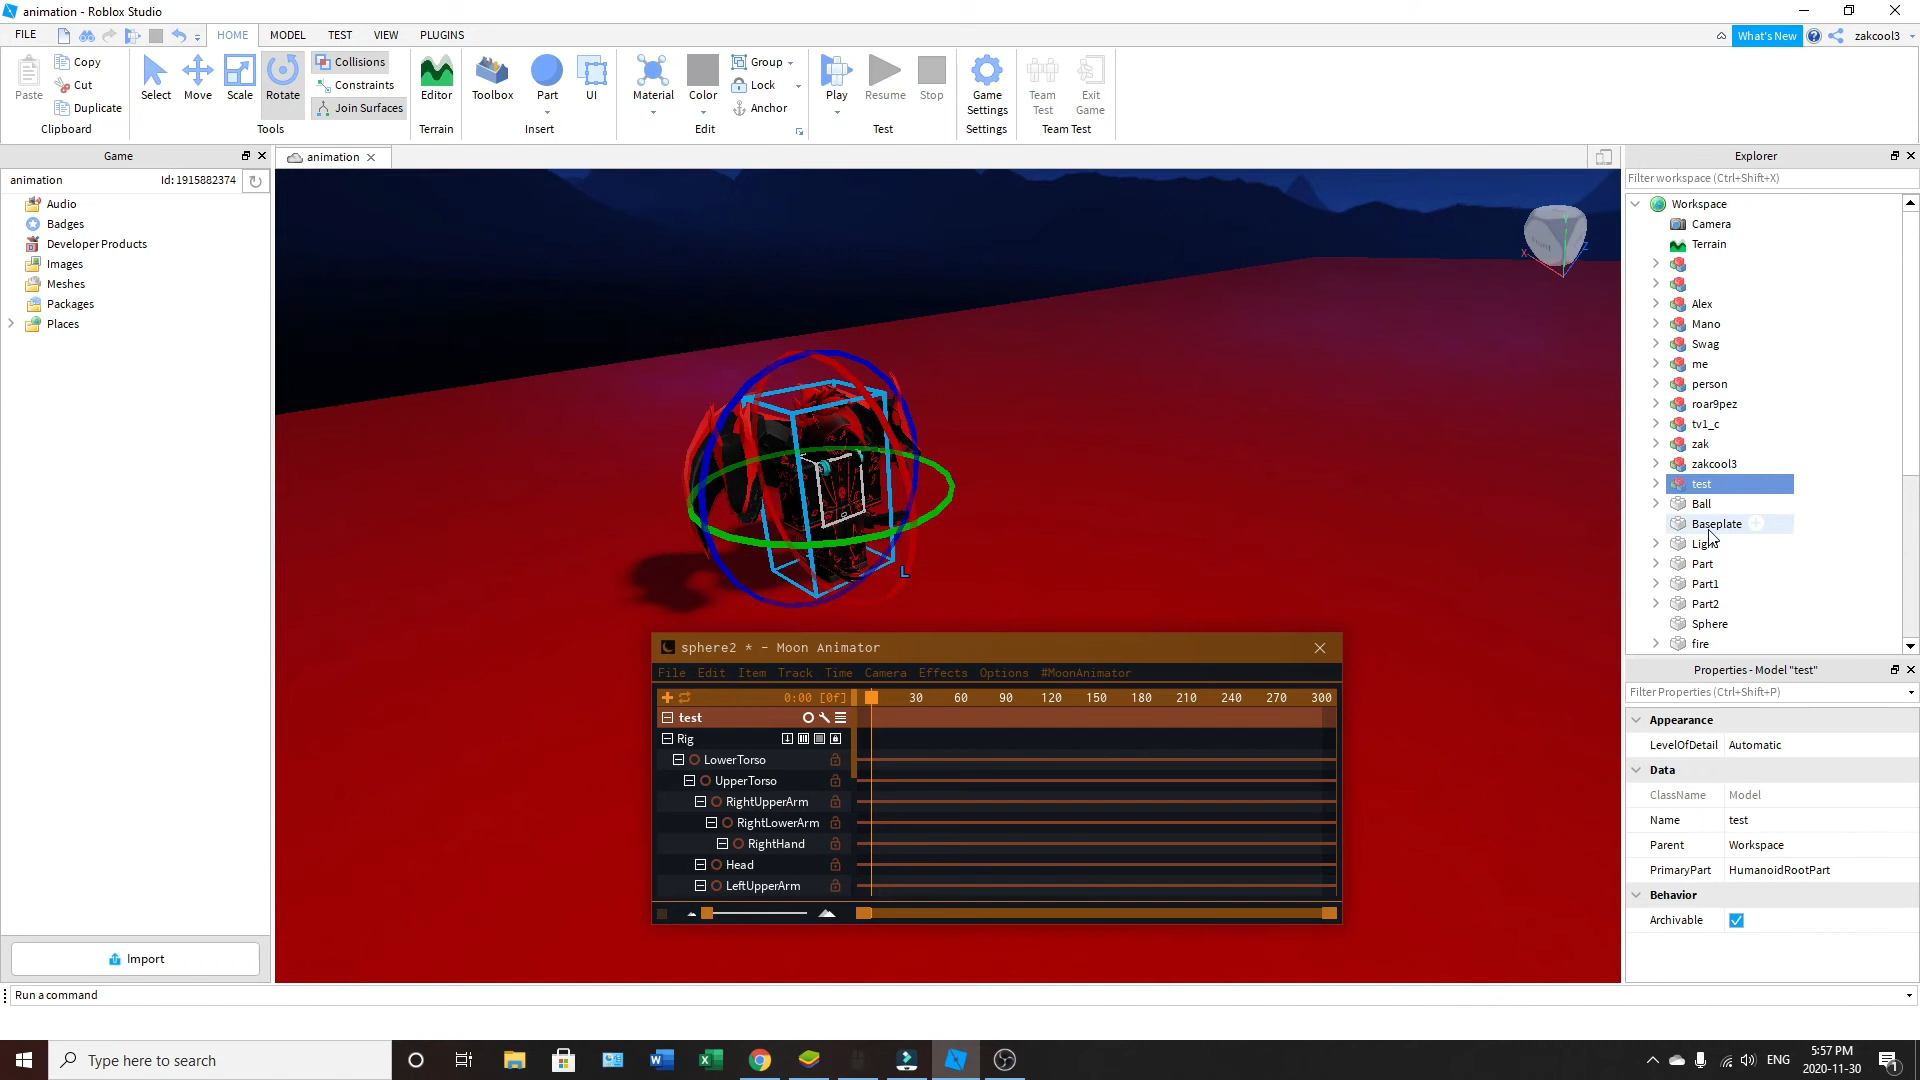 animation - Roblox Studio
FILE HOME MODEL TEST VIEW PLUGINS What's New zakcool3
Paste Copy Cut Duplicate Clipboard
Select Move Scale Rotate Collisions Constraints Join Surfaces Tools
Editor Terrain
Toolbox Part UI Insert
Material Color Group Lock Anchor Edit
Play Resume Stop Test
Game Settings Settings
Team Test Exit Game Team Test
Game
animation Id: 1915882374
Audio
Badges
Developer Products
Images
Meshes
Packages
Places
Import
animation
X Y Z
L
sphere2 * - Moon Animator
File Edit Item Track Time Camera Effects Options #MoonAnimator
0:00 [0f] 30 60 90 120 150 180 210 240 270 300
test
Rig
LowerTorso
UpperTorso
RightUpperArm
RightLowerArm
RightHand
Head
LeftUpperArm
Explorer
Filter workspace (Ctrl+Shift+X)
Workspace
Camera
Terrain
Alex
Mano
Swag
me
person
roar9pez
tv1_c
zak
zakcool3
test
Ball
Baseplate
Light
Part
Part1
Part2
Sphere
fire
Properties - Model "test"
Filter Properties (Ctrl+Shift+P)
Appearance
LevelOfDetail Automatic
Data
ClassName Model
Name test
Parent Workspace
PrimaryPart HumanoidRootPart
Behavior
Archivable
Run a command
Type here to search
ENG
5:57 PM
2020-11-30
1